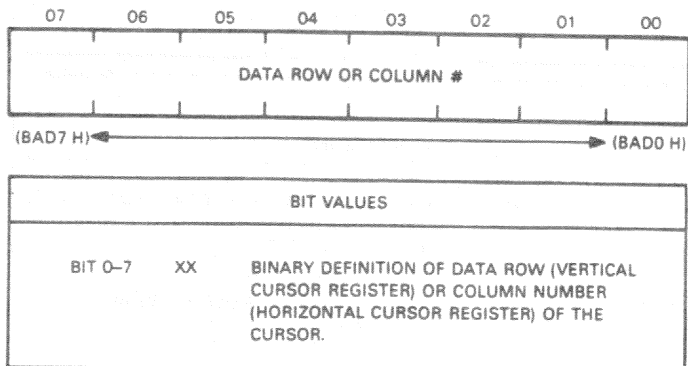 07 06 05 04 03 02 01 00
DATA ROW OR COLUMN #
(BAD7 H) (BAD0 H)
BIT VALUES
BIT 0–7 XX BINARY DEFINITION OF DATA ROW (VERTICAL
CURSOR REGISTER) OR COLUMN NUMBER
(HORIZONTAL CURSOR REGISTER) OF THE
CURSOR.